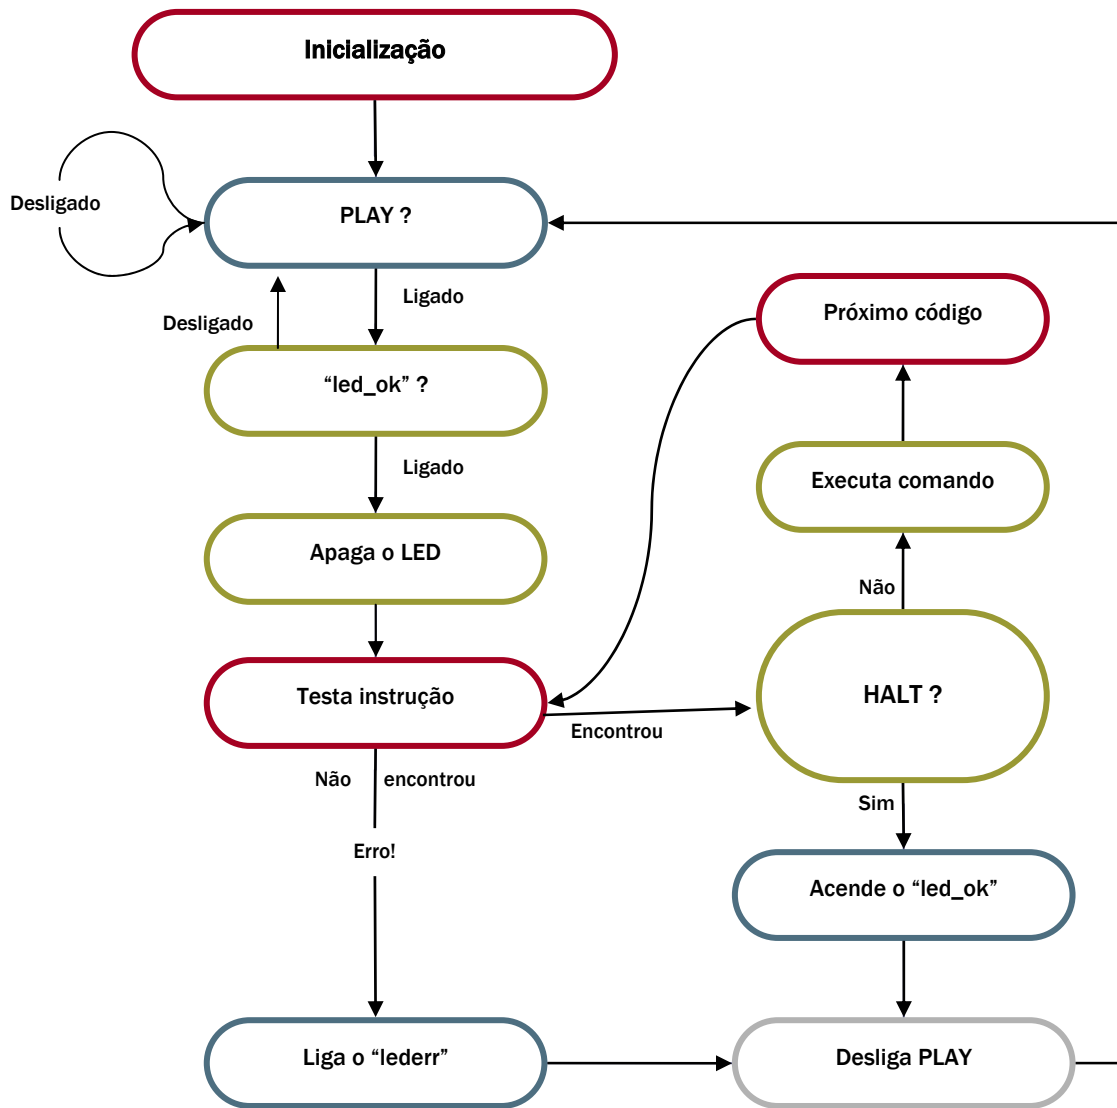 Inicialização
Desligado
PLAY ?
Ligado
Desligado
Próximo código
“led_ok” ?
Ligado
Executa comando
Apaga o LED
Não
Testa instrução
HALT ?
Encontrou
Não encontrou
Sim
Erro!
Acende o “led_ok”
Liga o “lederr”
Desliga PLAY